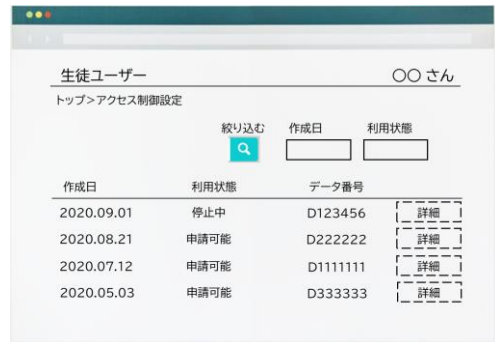 生徒ユーザー ○○ さん
トップ>アクセス制御設定
絞り込む 作成日 利用状態
作成日 利用状態 データ番号
2020.09.01 停止中 D123456 詳細
2020.08.21 申請可能 D222222 詳細
2020.07.12 申請可能 D1111111 詳細
2020.05.03 申請可能 D333333 詳細